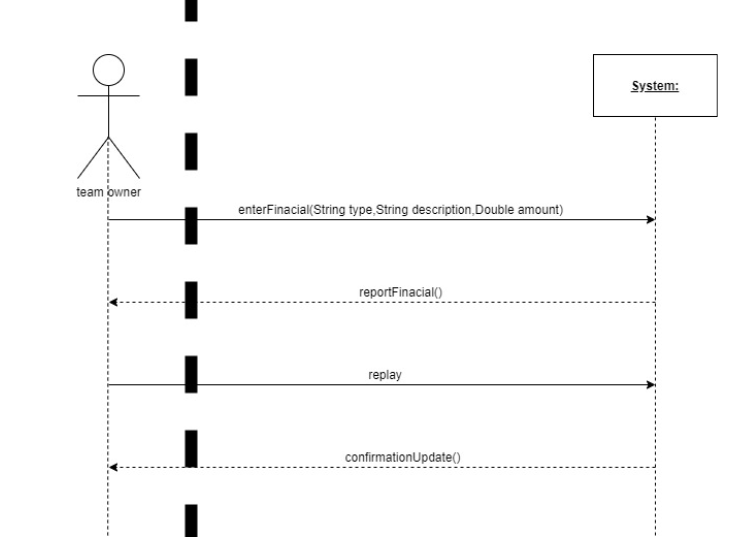 System:
team owner
enterFinacial(String type,String description,Double amount)
reportFinacial()
replay
confirmationUpdate()